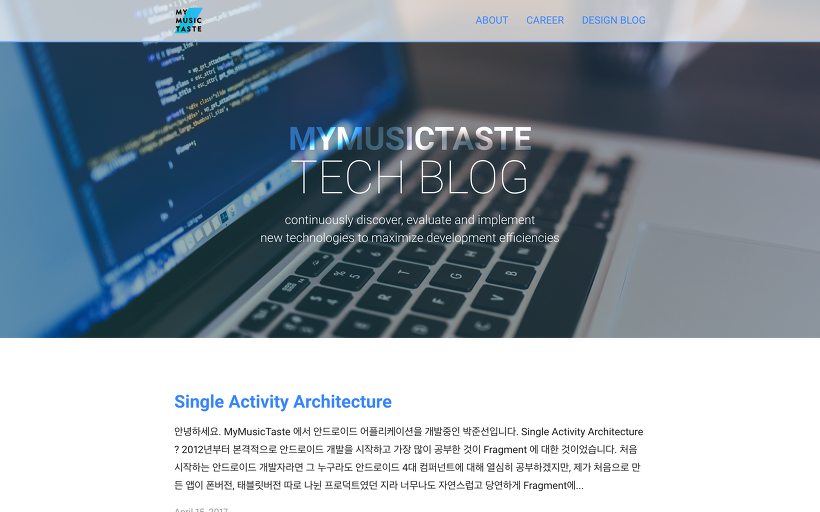 MY
MUSIC
TASTE
ABOUT CAREER DESIGN BLOG
MYMUSICTASTE
TECH BLOG
continuously discover, evaluate and implement
new technologies to maximize development efficiencies
Single Activity Architecture
안녕하세요. MyMusicTaste 에서 안드로이드 어플리케이션을 개발중인 박준선입니다. Single Activity Architecture
? 2012년부터 본격적으로 안드로이드 개발을 시작하고 가장 많이 공부한 것이 Fragment 에 대한 것이었습니다. 처음
시작하는 안드로이드 개발자라면 그 누구라도 안드로이드 4대 컴퍼넌트에 대해 열심히 공부하겠지만, 제가 처음으로 만
든 앱이 폰버전, 태블릿버전 따로 나뉜 프로덕트였던 지라 너무나도 자연스럽고 당연하게 Fragment에...
April 15, 2017